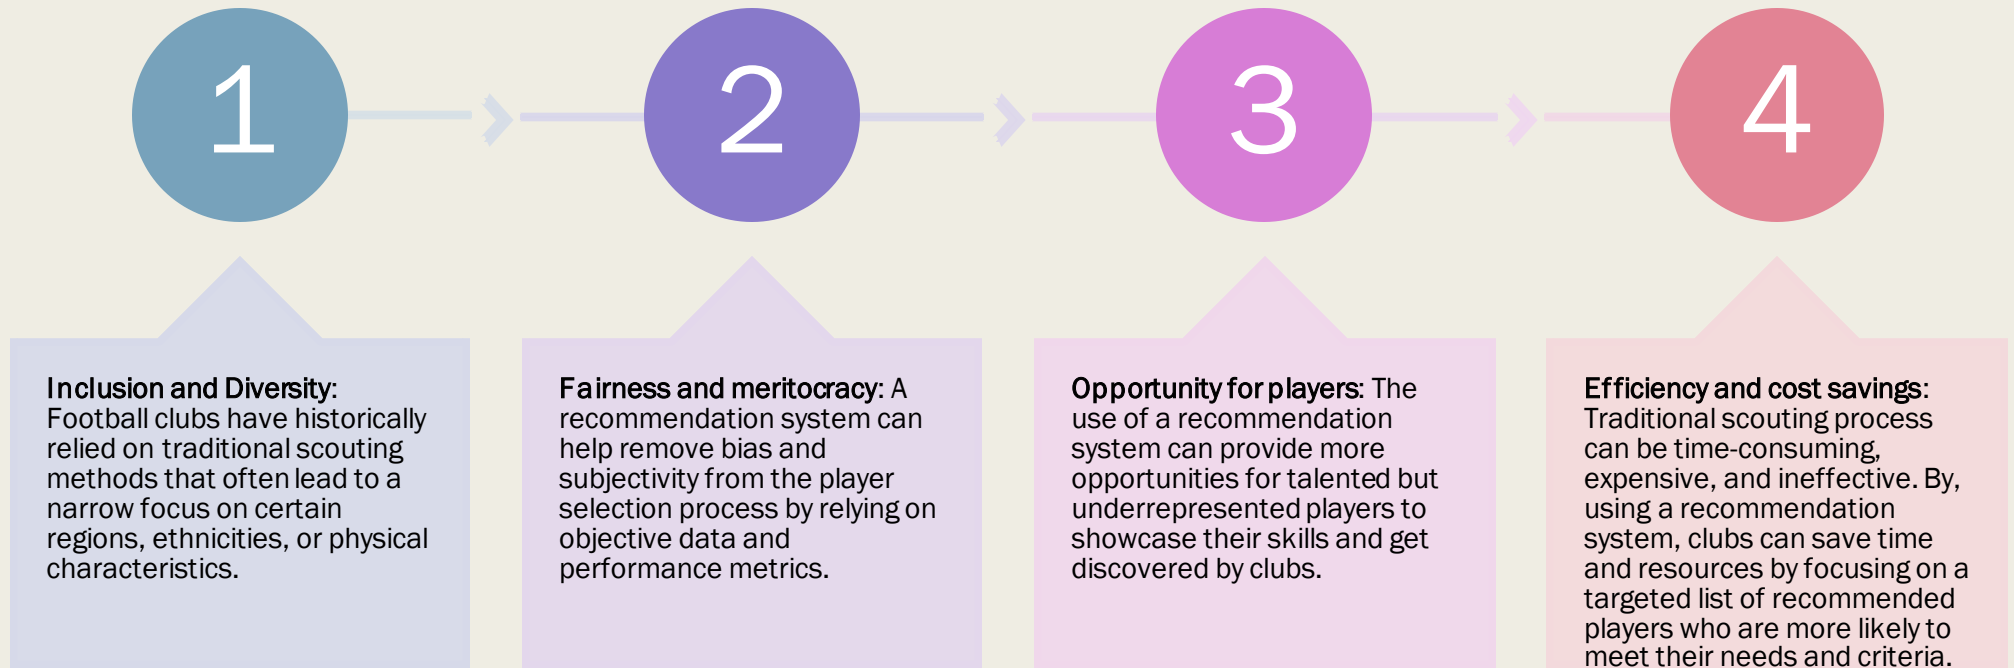 1
2
3
4
Inclusion and Diversity:
Football clubs have historically
relied on traditional scouting
methods that often lead to a
narrow focus on certain
regions, ethnicities, or physical
characteristics.
Fairness and meritocracy: A
recommendation system can
help remove bias and
subjectivity from the player
selection process by relying on
objective data and
performance metrics.
Opportunity for players: The
use of a recommendation
system can provide more
opportunities for talented but
underrepresented players to
showcase their skills and get
discovered by clubs.
Efficiency and cost savings:
Traditional scouting process
can be time-consuming,
expensive, and ineffective. By,
using a recommendation
system, clubs can save time
and resources by focusing on a
targeted list of recommended
players who are more likely to
meet their needs and criteria.